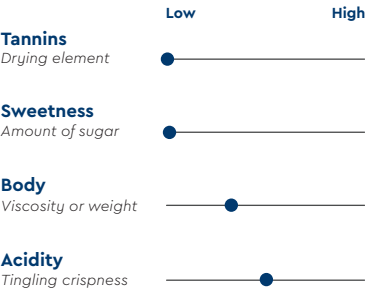 Low High
Tannins
Drying element
Sweetness
Amount of sugar
Body
Viscosity or weight
Acidity
Tingling crispness